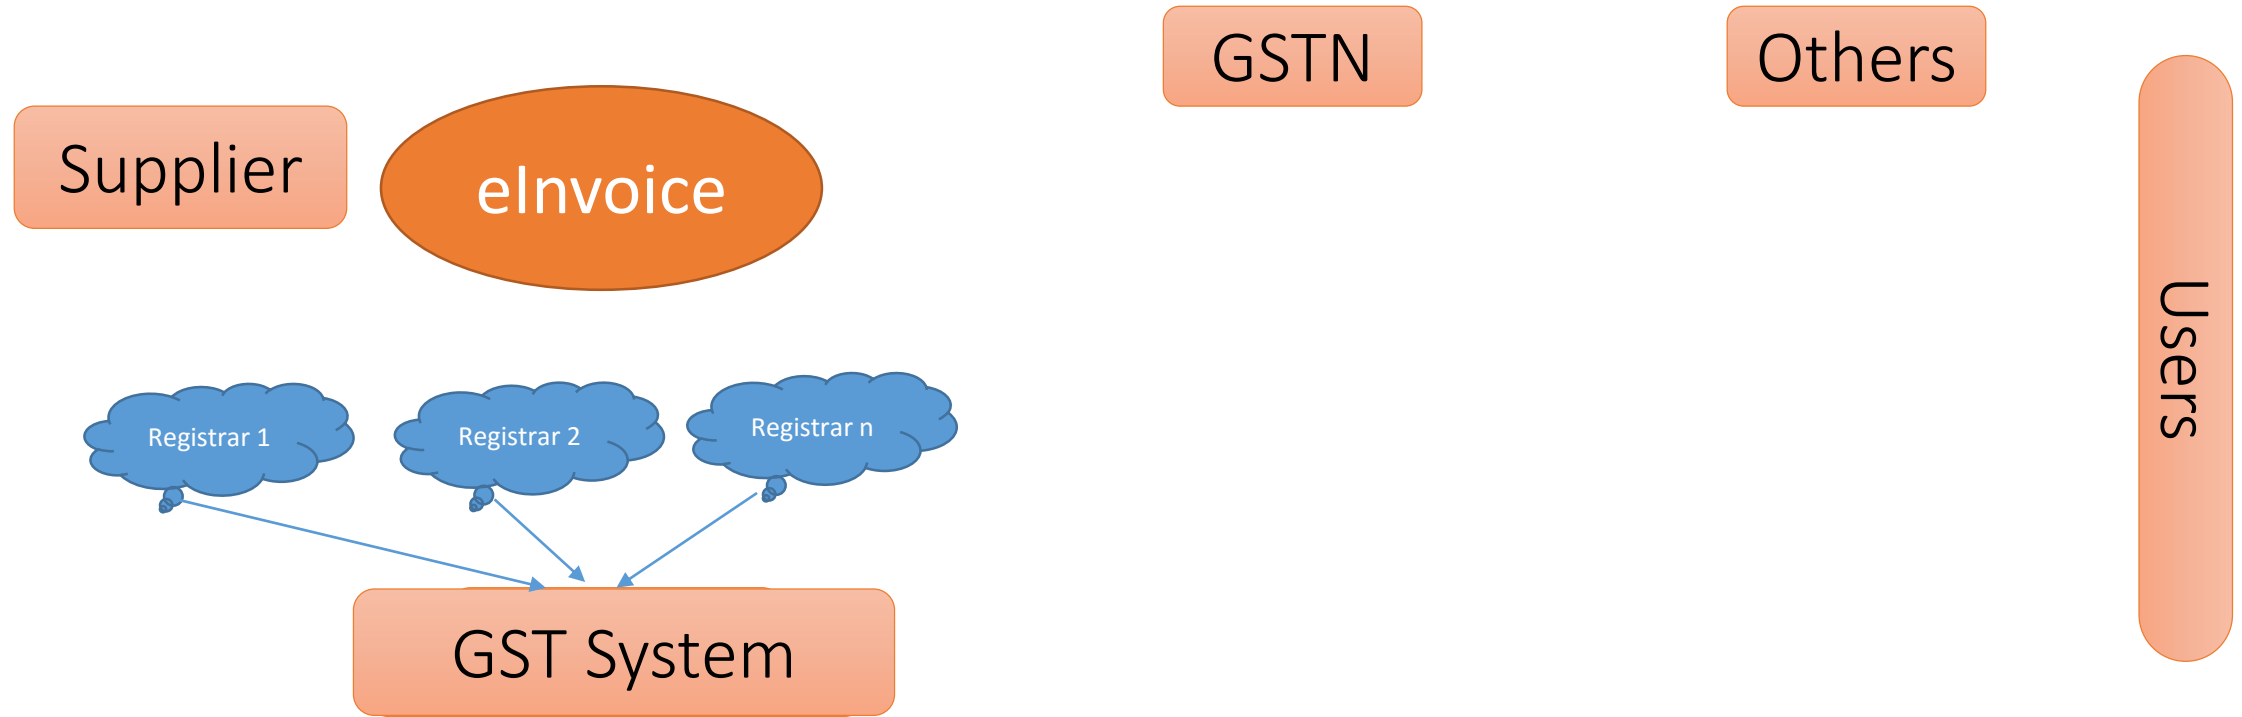 GSTN
Others
Supplier
eInvoice
Users
Registrar 1
Registrar 2
Registrar n
GST System